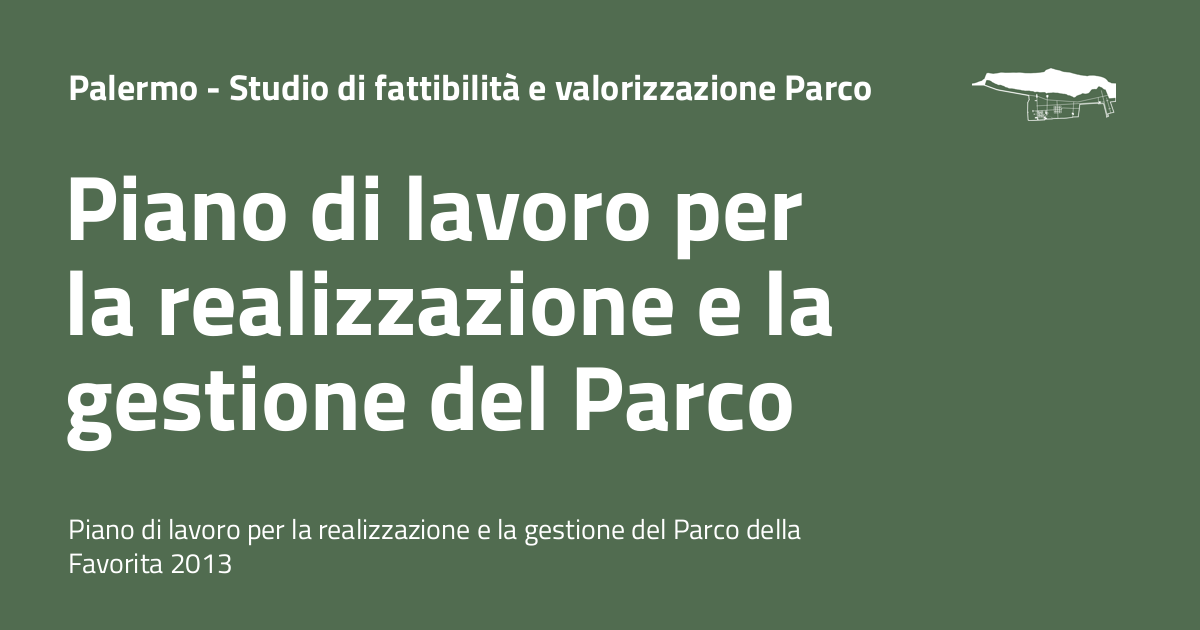 Palermo - Studio di fattibilità e valorizzazione Parco
Piano di lavoro per
la realizzazione e la
gestione del Parco
Piano di lavoro per la realizzazione e la gestione del Parco della
Favorita 2013